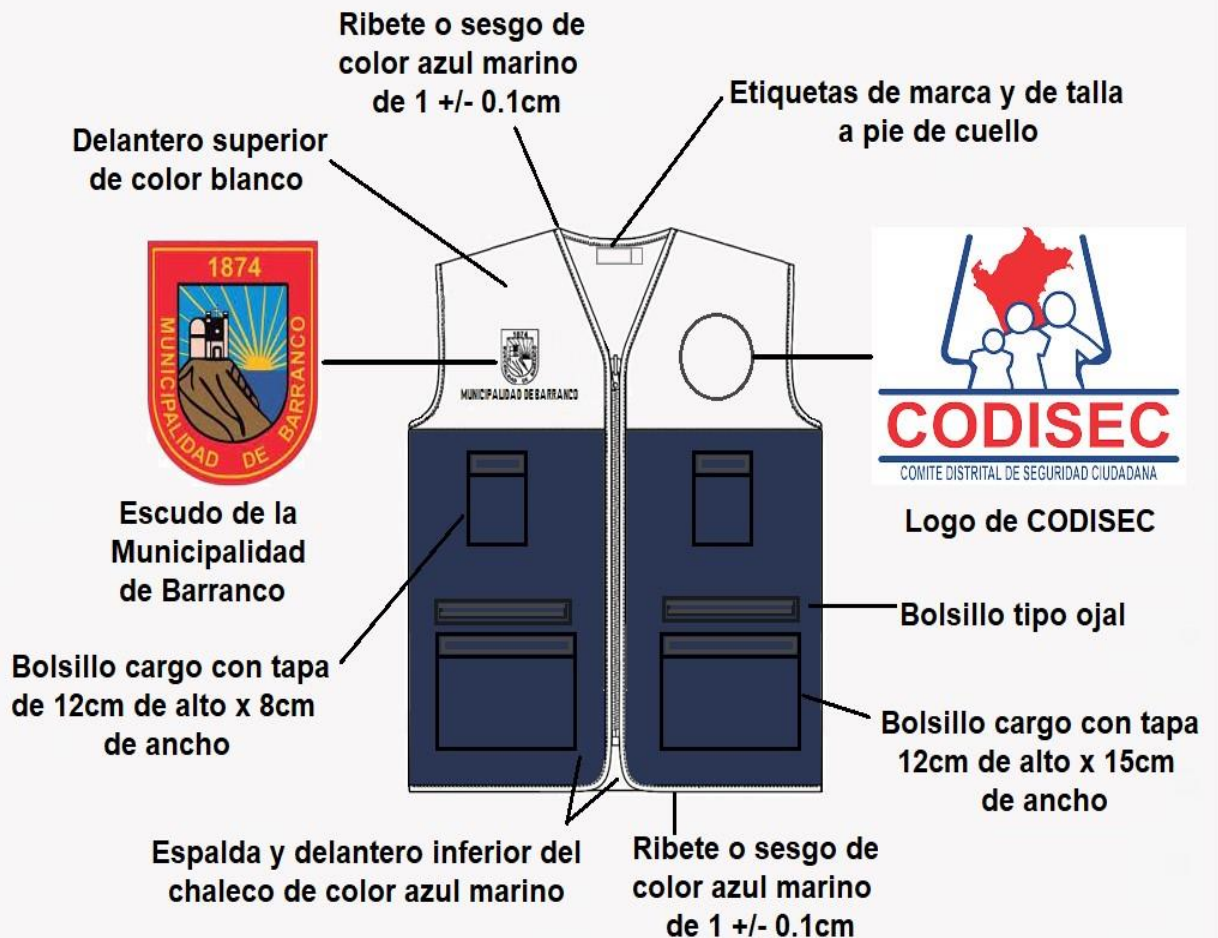 Ribete o sesgo de
color azul marino
de 1 +/- 0.1cm
Etiquetas de marca y de talla
a pie de cuello
Delantero superior
de color blanco
1874
MUNICIPALIDAD DE BARRANCO
Escudo de la
Municipalidad
de Barranco
1874
MUNICIPALIDAD DE BARRANCO
CODISEC
COMITE DISTRITAL DE SEGURIDAD CIUDADANA
Logo de CODISEC
Bolsillo tipo ojal
Bolsillo cargo con tapa
de 12cm de alto x 8cm
de ancho
Bolsillo cargo con tapa
12cm de alto x 15cm
de ancho
Espalda y delantero inferior del
chaleco de color azul marino
Ribete o sesgo de
color azul marino
de 1 +/- 0.1cm